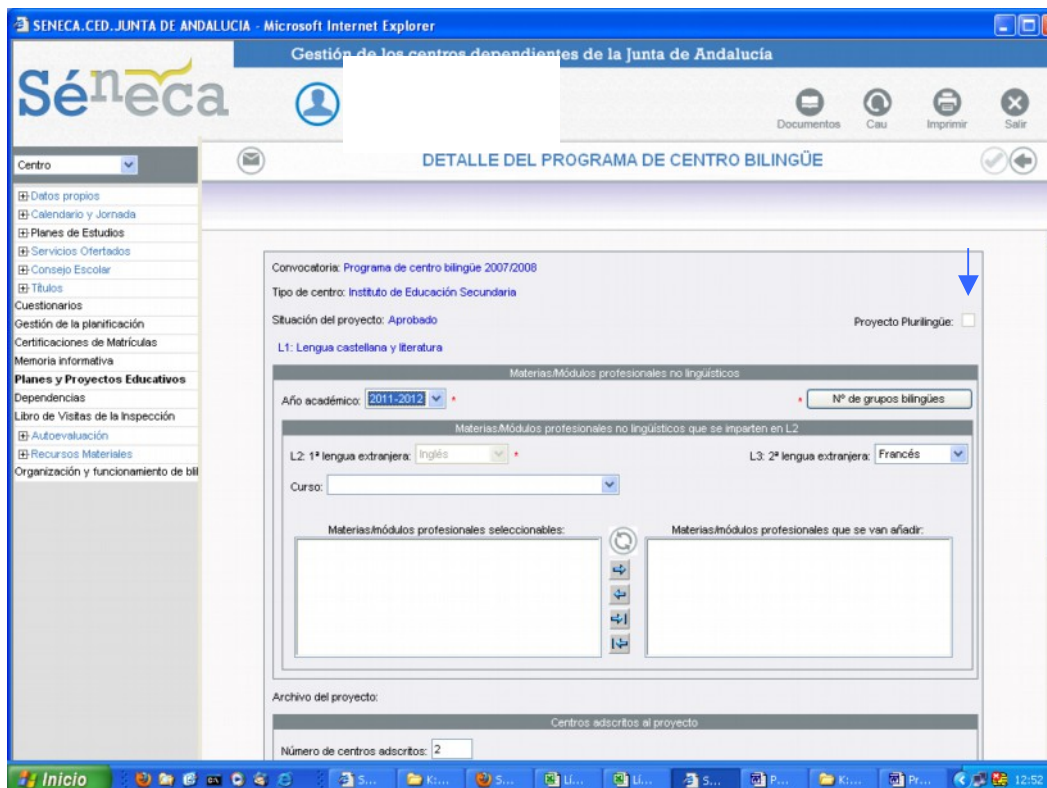 SENECA.CED.JUNTA DE ANDALUCIA - Microsoft Internet Explorer
Gestión de los centros dependientes de la Junta de Andalucía
Séneca
Documentos Cau Imprimir Salir
Centro
DETALLE DEL PROGRAMA DE CENTRO BILINGÜE
Datos propios
Calendario y Jornada
Planes de Estudios
Servicios Ofertados
Consejo Escolar
Títulos
Cuestionarios
Gestión de la planificación
Certificaciones de Matrículas
Memoria informativa
Planes y Proyectos Educativos
Dependencias
Libro de Visitas de la Inspección
Autoevaluación
Recursos Materiales
Organización y funcionamiento de bli
Convocatoria: Programa de centro bilingüe 2007/2008
Tipo de centro: Instituto de Educación Secundaria
Situación del proyecto: Aprobado
Proyecto Plurilingüe:
L1: Lengua castellana y literatura
Materias/Módulos profesionales no lingüísticos
Año académico: 2011-2012 *
* Nº de grupos bilingües
Materias/Módulos profesionales no lingüísticos que se imparten en L2
L2: 1ª lengua extranjera: Inglés *
L3: 2ª lengua extranjera: Francés
Curso:
Materias/módulos profesionales seleccionables:
Materias/módulos profesionales que se van añadir:
Archivo del proyecto:
Centros adscritos al proyecto
Número de centros adscritos: 2
Inicio S... K:... S... Lí... Lí... S... P... K:... Pr... 12:52